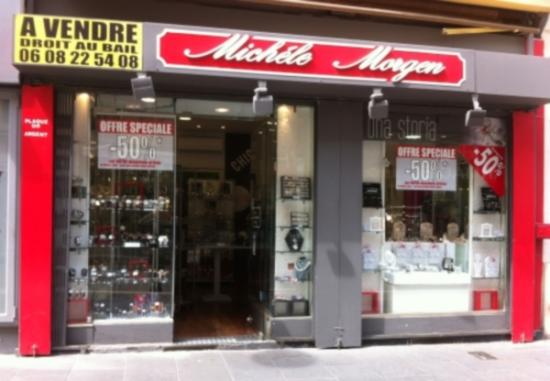 A VENDRE
DROIT AU BAIL
06 08 22 54 08
Michèle Morgen
PLAQUE
OR
ARGENT
OFFRE SPECIALE
-50%*
CHIC
una storia
OFFRE SPECIALE
-50%*
-50%